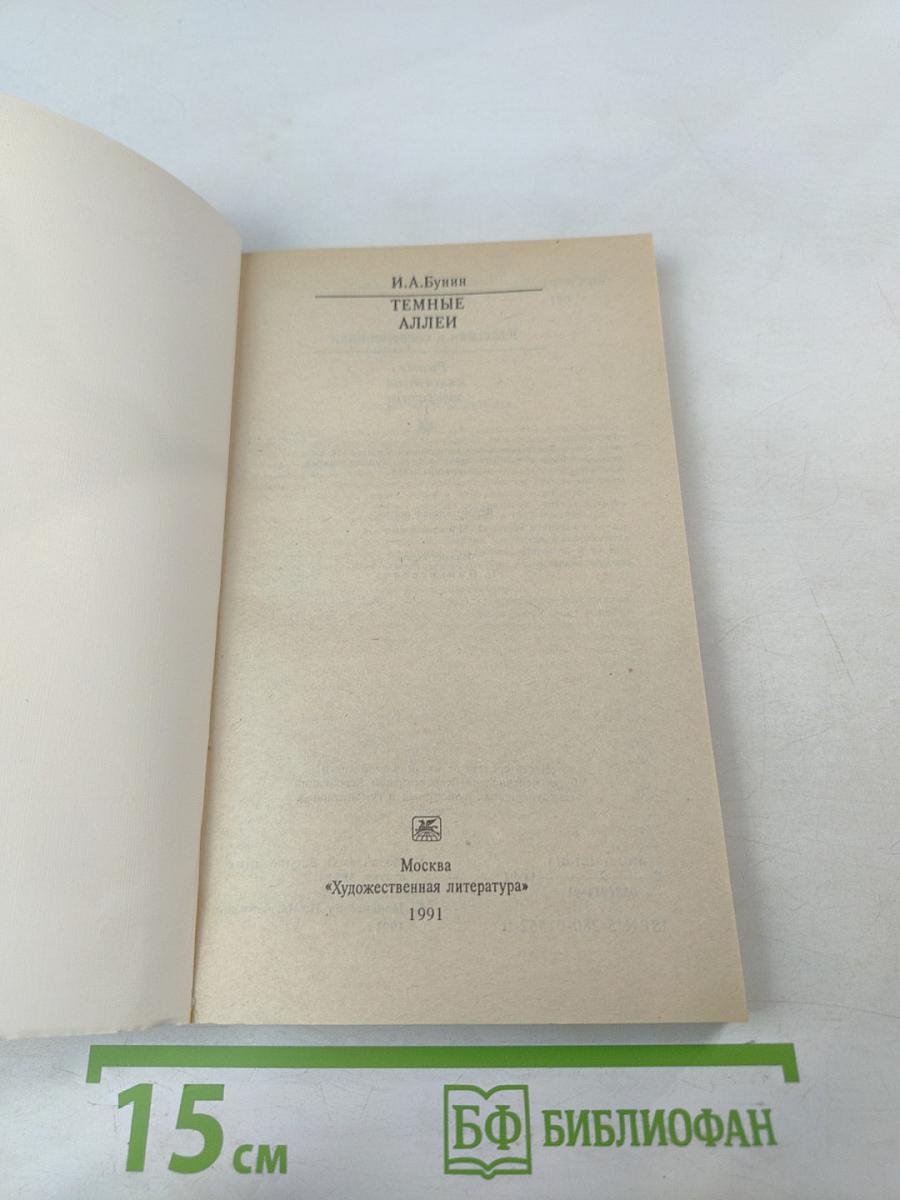 И.А.Бунин
ТЕМНЫЕ
АЛЛЕИ
Москва
«Художественная литература»
1991
15 см
БФ БИБЛИОФАН